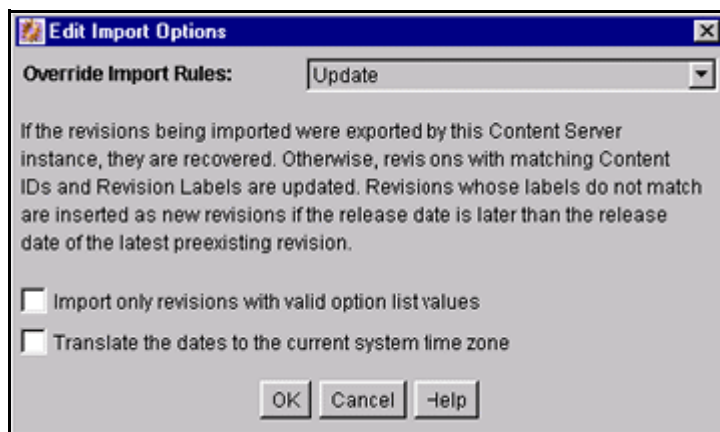 Edit Import Options
Override Import Rules: Update
If the revisions being imported were exported by this Content Server
instance, they are recovered. Otherwise, revis ons with matching Content
IDs and Revision Labels are updated. Revisions whose labels do not match
are inserted as new revisions if the release date is later than the release
date of the latest preexisting revision.
Import only revisions with valid option list values
Translate the dates to the current system time zone
OK Cancel Help